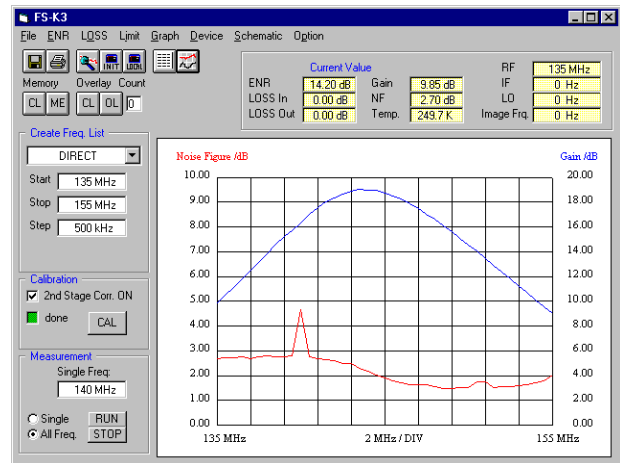 FS-K3
File ENR LOSS Limit Graph Device Schematic Option
INIT LOOK
Memory Overlay Count
CL ME CL OL 0
Current Value
ENR 14.20 dB Gain 9.85 dB RF 135 MHz
LOSS In 0.00 dB NF 2.70 dB IF 0 Hz
LOSS Out 0.00 dB Temp. 249.7 K LO 0 Hz
Image Frq. 0 Hz
Create Freq. List
DIRECT
Start 135 MHz
Stop 155 MHz
Step 500 kHz
Calibration
2nd Stage Corr. ON
done CAL
Measurement
Single Freq:
140 MHz
Single RUN
All Freq. STOP
Noise Figure /dB Gain /dB
10.00 20.00
9.00 18.00
8.00 16.00
7.00 14.00
6.00 12.00
5.00 10.00
4.00 8.00
3.00 6.00
2.00 4.00
1.00 2.00
0.00 0.00
135 MHz 2 MHz / DIV 155 MHz